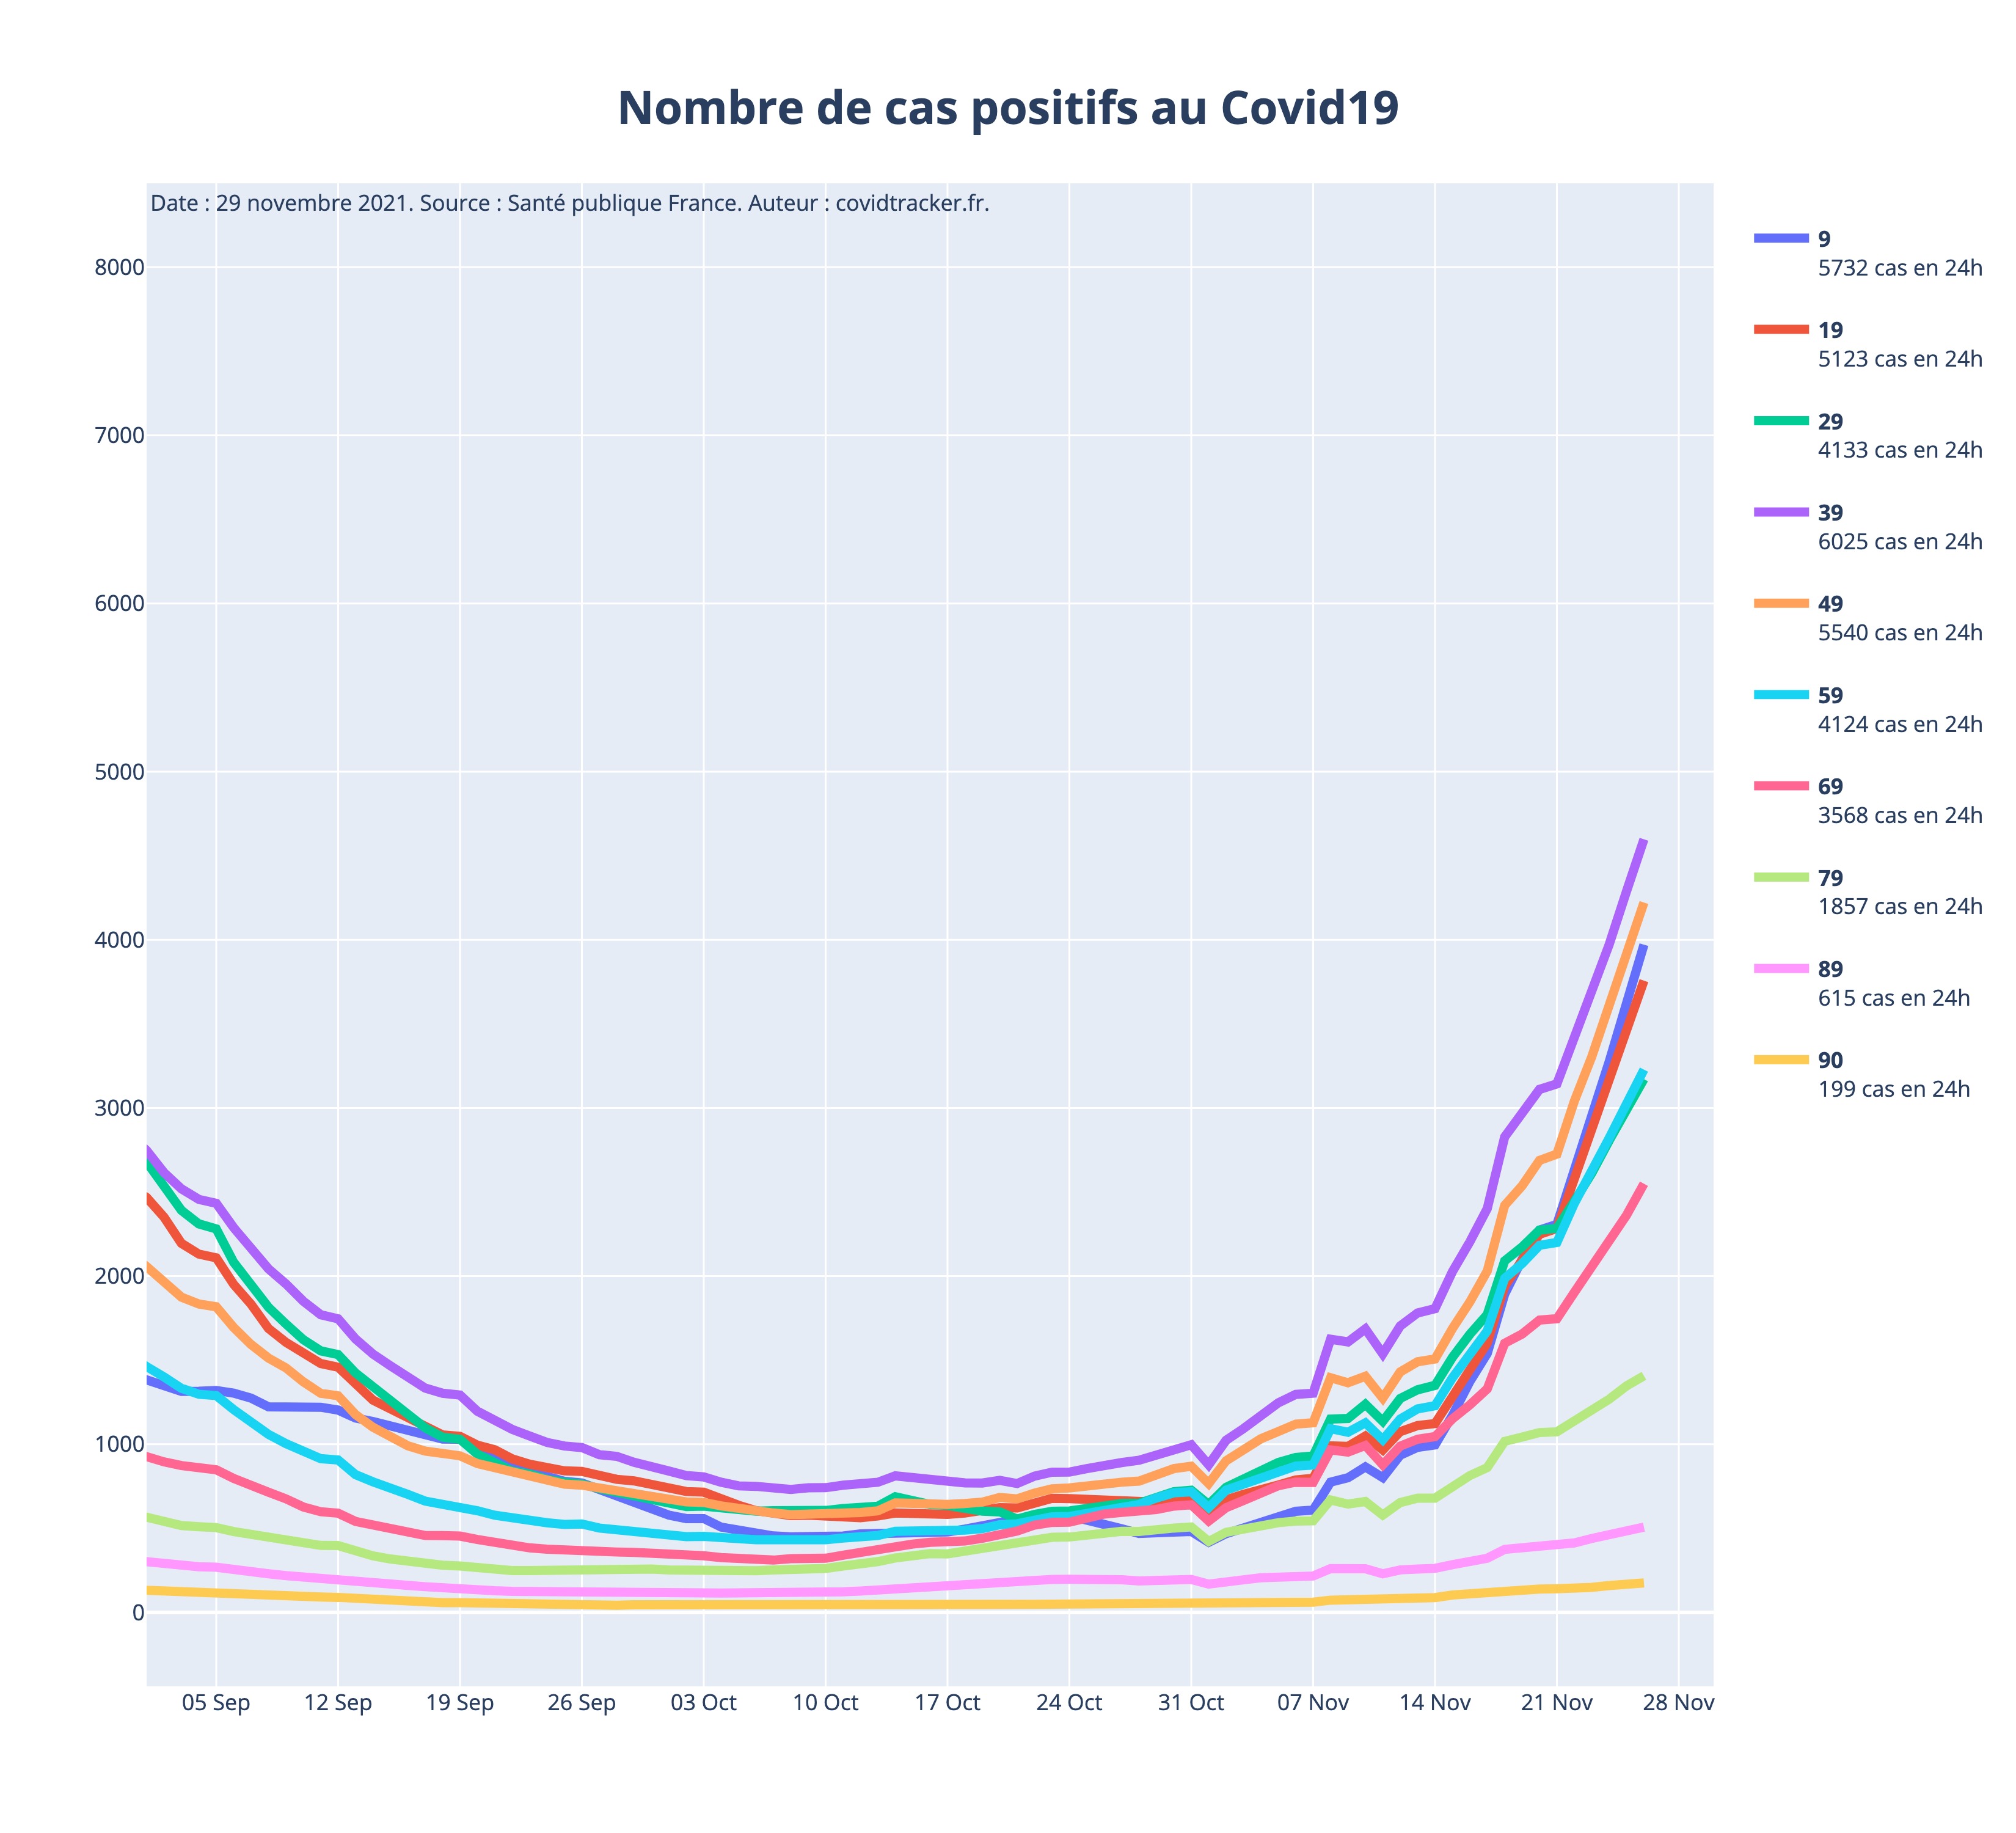 Nombre de cas positifs au Covid19
Date : 29 novembre 2021. Source : Santé publique France. Auteur : covidtracker.fr.
8000
7000
6000
5000
4000
3000
2000
1000
0
05 Sep
12 Sep
19 Sep
26 Sep
03 Oct
10 Oct
17 Oct
24 Oct
31 Oct
07 Nov
14 Nov
21 Nov
28 Nov
9
5732 cas en 24h
19
5123 cas en 24h
29
4133 cas en 24h
39
6025 cas en 24h
49
5540 cas en 24h
59
4124 cas en 24h
69
3568 cas en 24h
79
1857 cas en 24h
89
615 cas en 24h
90
199 cas en 24h